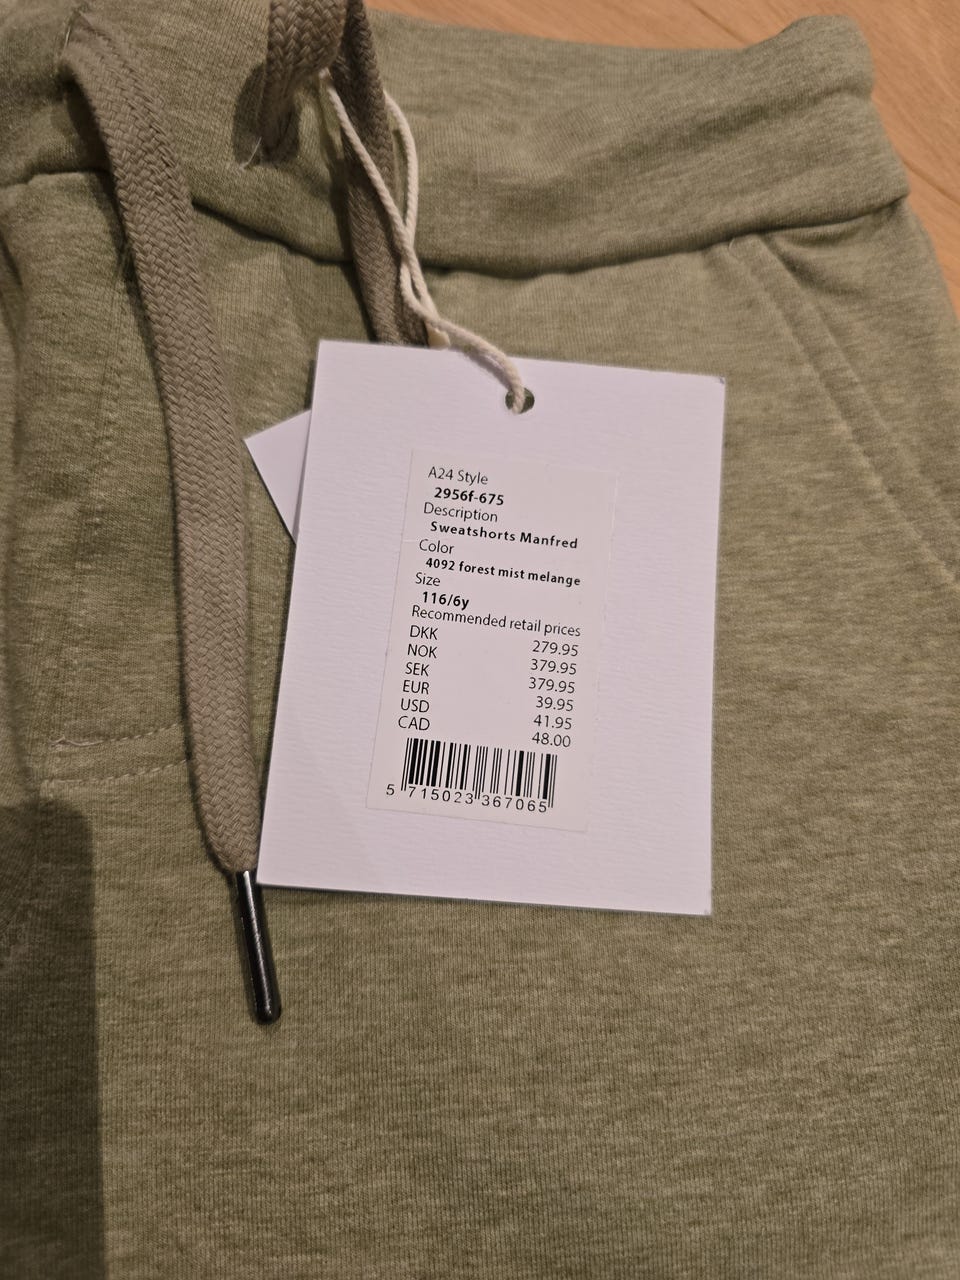 A24 Style
2956f-675
Description
Sweatshorts Manfred
Color
4092 forest mist melange
Size
116/6y
Recommended retail prices
DKK 279.95
NOK 379.95
SEK 379.95
EUR 39.95
USD 41.95
CAD 48.00
5 715023 367065